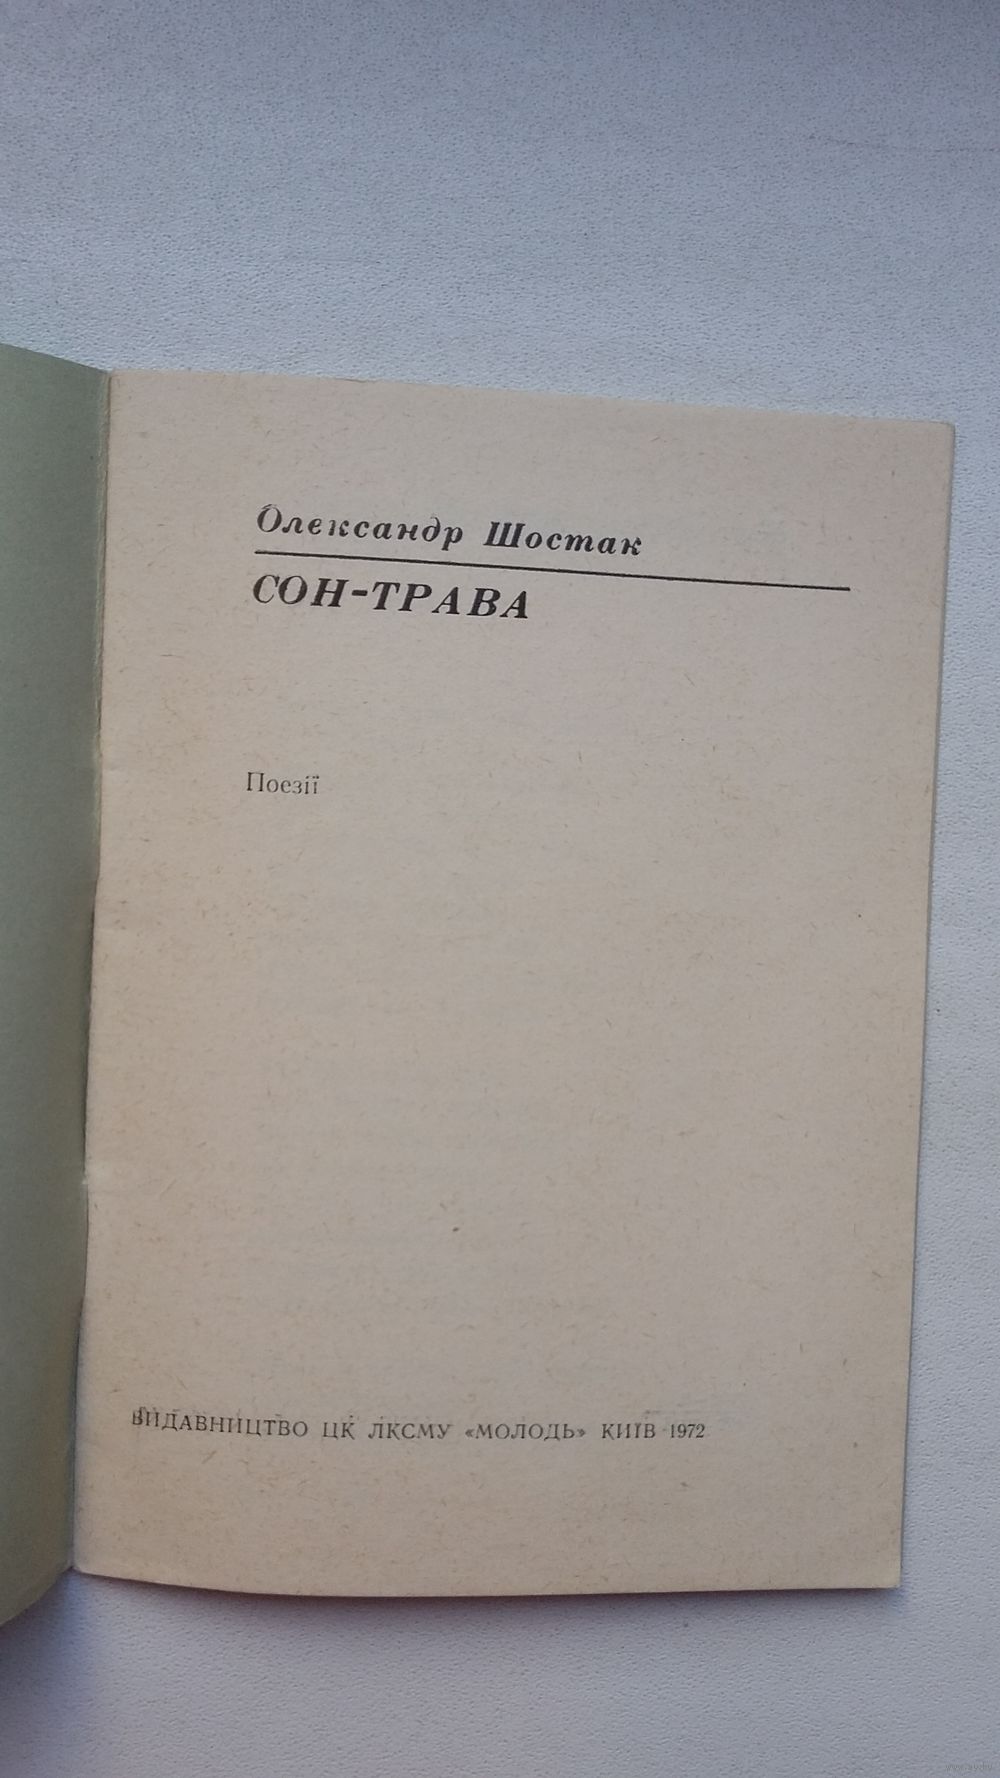 Олександр Шостак
СОН-ТРАВА
Поезії
ВИДАВНИЦТВО ЦК ЛКСМУ «МОЛОДЬ» КИЇВ 1972